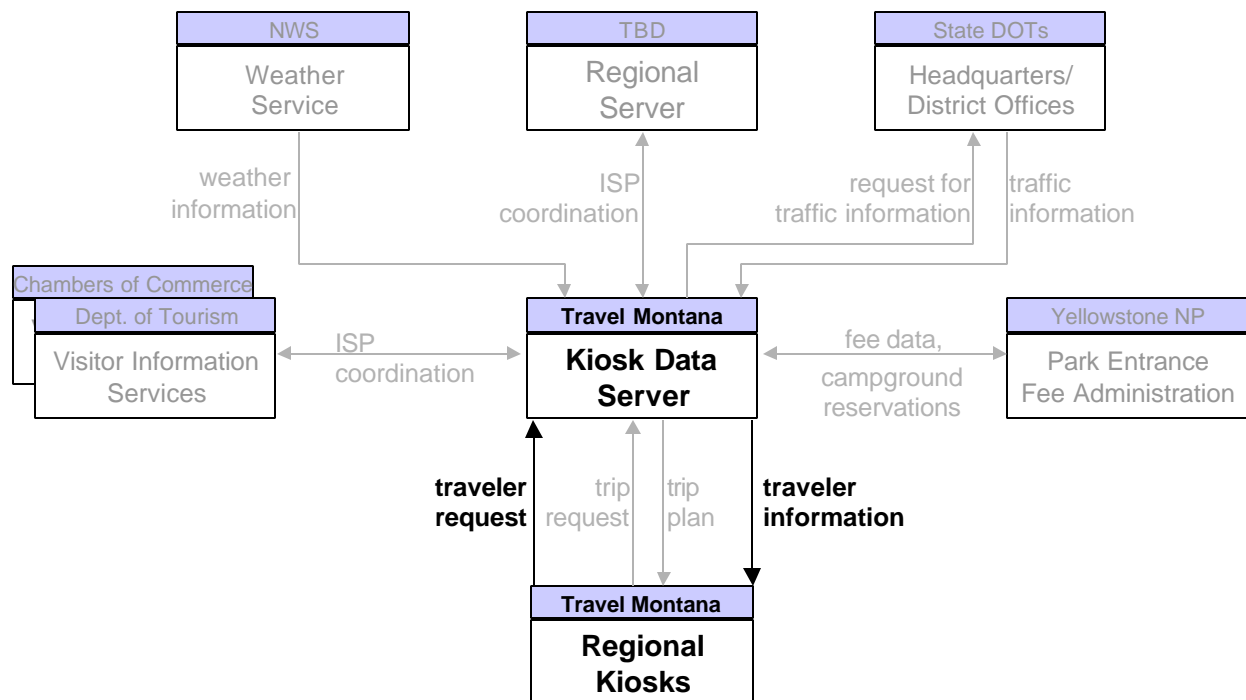 NWS
Weather
Service
TBD
Regional
Server
State DOTs
Headquarters/
District Offices
weather
information
ISP
coordination
request for
traffic information
traffic
information
Chambers of Commerce
Dept. of Tourism
Visitor Information
Services
ISP
coordination
Travel Montana
Kiosk Data
Server
fee data,
campground
reservations
Yellowstone NP
Park Entrance
Fee Administration
traveler
request
trip
request
trip
plan
traveler
information
Travel Montana
Regional
Kiosks